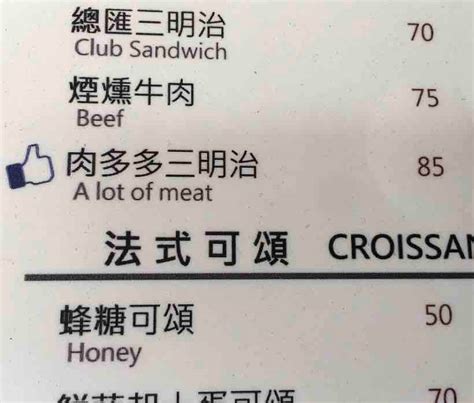 總匯三明治 70
Club Sandwich
煙燻牛肉 75
Beef
肉多多三明治 85
A lot of meat
法式可頌 CROISSAN
蜂糖可頌 50
Honey
70